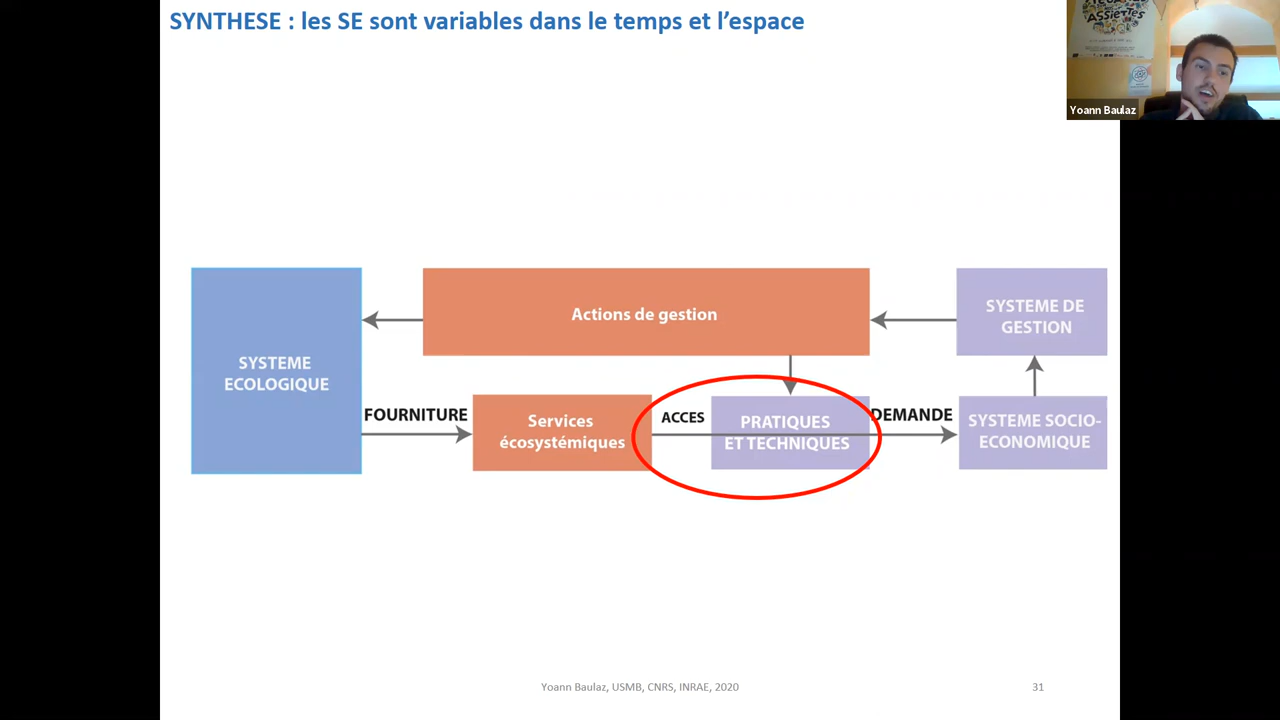 SYNTHESE : les SE sont variables dans le temps et l'espace
ASSIETTES
Yoann Baulaz
Actions de gestion
SYSTEME DE
GESTION
SYSTEME
ECOLOGIQUE
FOURNITURE
Services
écosystémiques
ACCES
PRATIQUES
ET TECHNIQUES
DEMANDE
SYSTEME SOCIO-
ECONOMIQUE
Yoann Baulaz, USMB, CNRS, INRAE, 2020
31